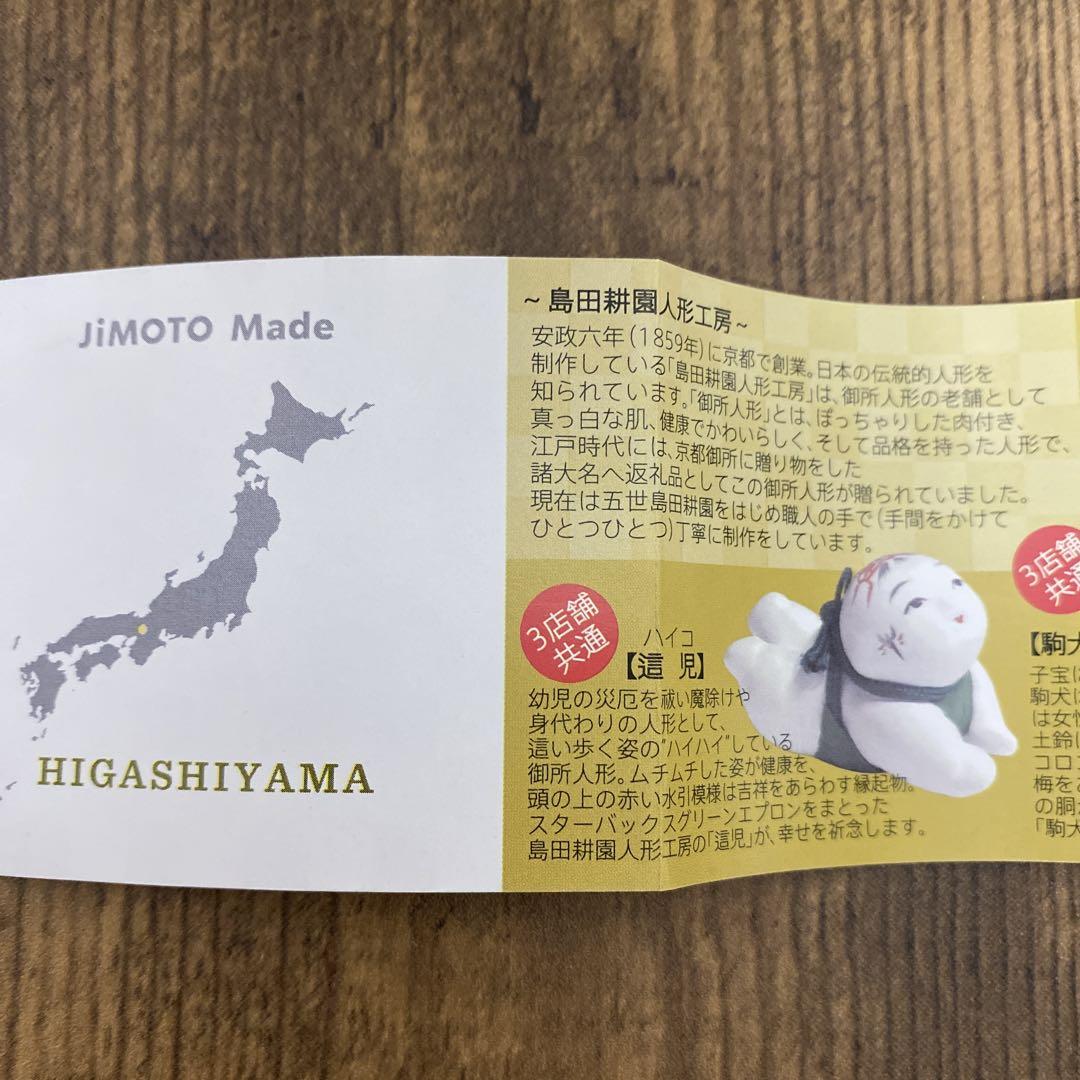 JiMOTO Made
HIGASHIYAMA
~ 島田耕園人形工房 ~
安政六年(1859年)に京都で創業。日本の伝統的人形を
制作している「島田耕園人形工房」は、御所人形の老舗として
知られています。「御所人形」とは、ぽっちゃりした肉付き、
真っ白な肌、健康でかわいらしく、そして品格を持った人形で、
江戸時代には、京都御所に贈り物をした
諸大名へ返礼品としてこの御所人形が贈られていました。
現在は五世島田耕園をはじめ職人の手で(手間をかけて
ひとつひとつ)丁寧に制作をしています。
3店舗
共通
ハイコ
【這 児】
幼児の災厄を祓い魔除けや
身代わりの人形として、
這い歩く姿の"ハイハイ"している
御所人形。ムチムチした姿が健康を、
頭の上の赤い水引模様は吉祥をあらわす縁起物。
スターバックスグリーンエプロンをまとった
島田耕園人形工房の「這児」が、幸せを祈念します。
3店舗
共通
【駒犬
子宝に
駒犬は
は女性
土鈴に
コロコ
梅をあ
の胴
「駒犬